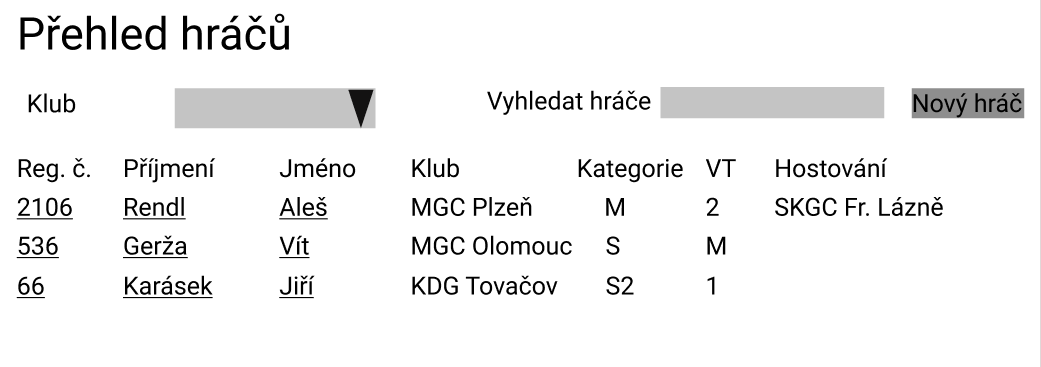 Přehled hráčů
Klub Vyhledat hráče Nový hráč
Reg. č. Příjmení Jméno Klub Kategorie VT Hostování
2106 Rendl Aleš MGC Plzeň M 2 SKGC Fr. Lázně
536 Gerža Vít MGC Olomouc S M
66 Karásek Jiří KDG Tovačov S2 1